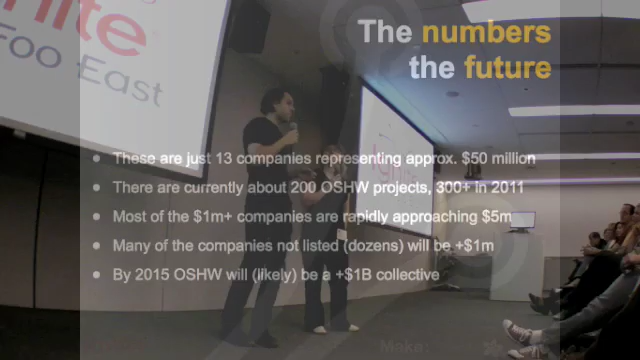 ignite
Foo East
The numbers
the future
These are just 13 companies representing approx. $50 million
There are currently about 200 OSHW projects, 300+ in 2011
Most of the $1m+ companies are rapidly approaching $5m
Many of the companies not listed (dozens) will be +$1m
By 2015 OSHW will (likely) be a +$1B collective
Make: